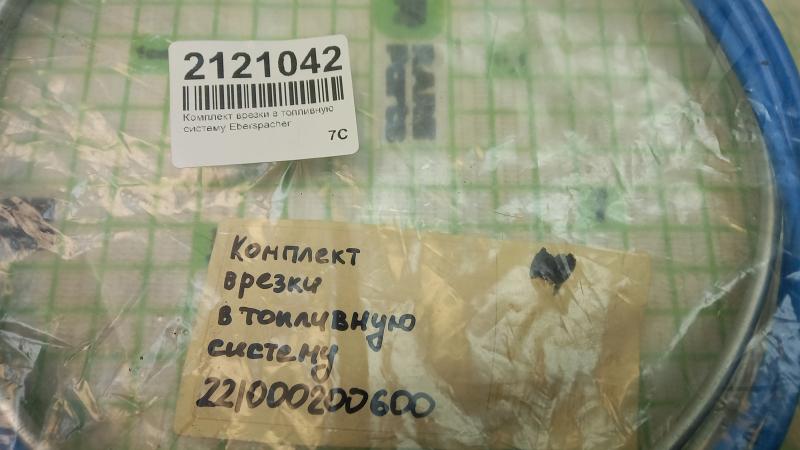 2121042
Комплект врезки в топливную
систему Eberspacher
7C
Комплект
врезки
в топливную
систему
221000200600